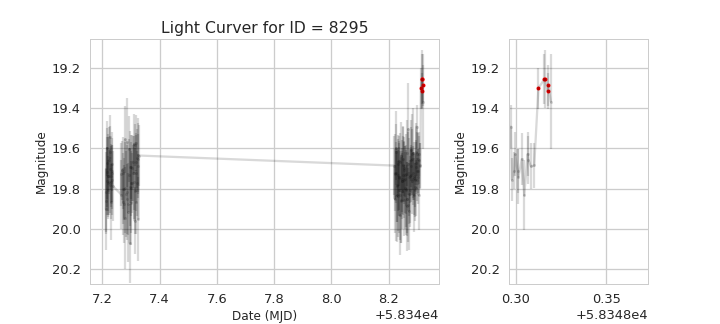 Light Curver for ID = 8295
Magnitude
19.2
19.4
19.6
19.8
20.0
20.2
7.2 7.4 7.6 7.8 8.0 8.2
Date (MJD)
+5.834e4
Magnitude
19.2
19.4
19.6
19.8
20.0
20.2
0.30 0.35
+5.8348e4